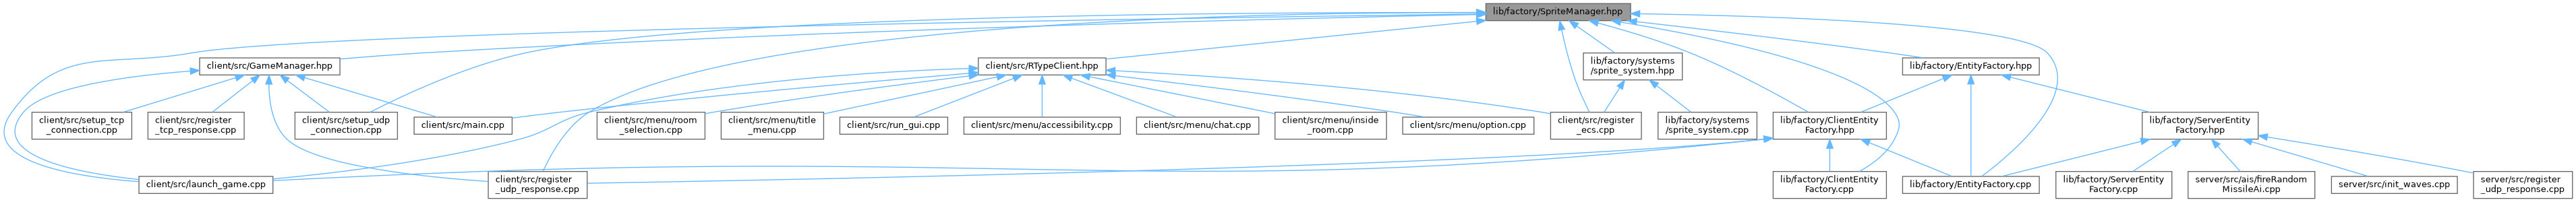 lib/factory/SpriteManager.hpp
client/src/GameManager.hpp
client/src/RTypeClient.hpp
lib/factory/systems
/sprite_system.hpp
lib/factory/EntityFactory.hpp
client/src/setup_tcp
_connection.cpp
client/src/register
_tcp_response.cpp
client/src/setup_udp
_connection.cpp
client/src/main.cpp
client/src/menu/room
_selection.cpp
client/src/menu/title
_menu.cpp
client/src/run_gui.cpp
client/src/menu/accessibility.cpp
client/src/menu/chat.cpp
client/src/menu/inside
_room.cpp
client/src/menu/option.cpp
client/src/register
_ecs.cpp
lib/factory/systems
/sprite_system.cpp
lib/factory/ClientEntity
Factory.hpp
lib/factory/ServerEntity
Factory.hpp
client/src/launch_game.cpp
client/src/register
_udp_response.cpp
lib/factory/ClientEntity
Factory.cpp
lib/factory/EntityFactory.cpp
lib/factory/ServerEntity
Factory.cpp
server/src/ais/fireRandom
MissileAi.cpp
server/src/init_waves.cpp
server/src/register
_udp_response.cpp